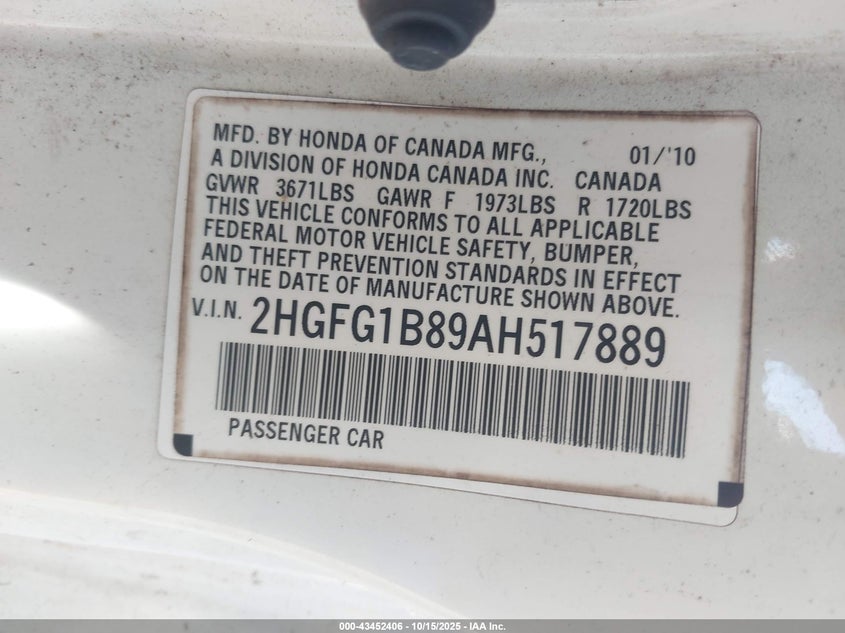 MFD. BY HONDA OF CANADA MFG., 01/'10
A DIVISION OF HONDA CANADA INC. CANADA
GVWR 3671LBS GAWR F 1973LBS R 1720LBS
THIS VEHICLE CONFORMS TO ALL APPLICABLE
FEDERAL MOTOR VEHICLE SAFETY, BUMPER,
AND THEFT PREVENTION STANDARDS IN EFFECT
ON THE DATE OF MANUFACTURE SHOWN ABOVE.
V.I.N. 2HGFG1B89AH517889
PASSENGER CAR
000-43452406 - 10/15/2025 - IAA Inc.